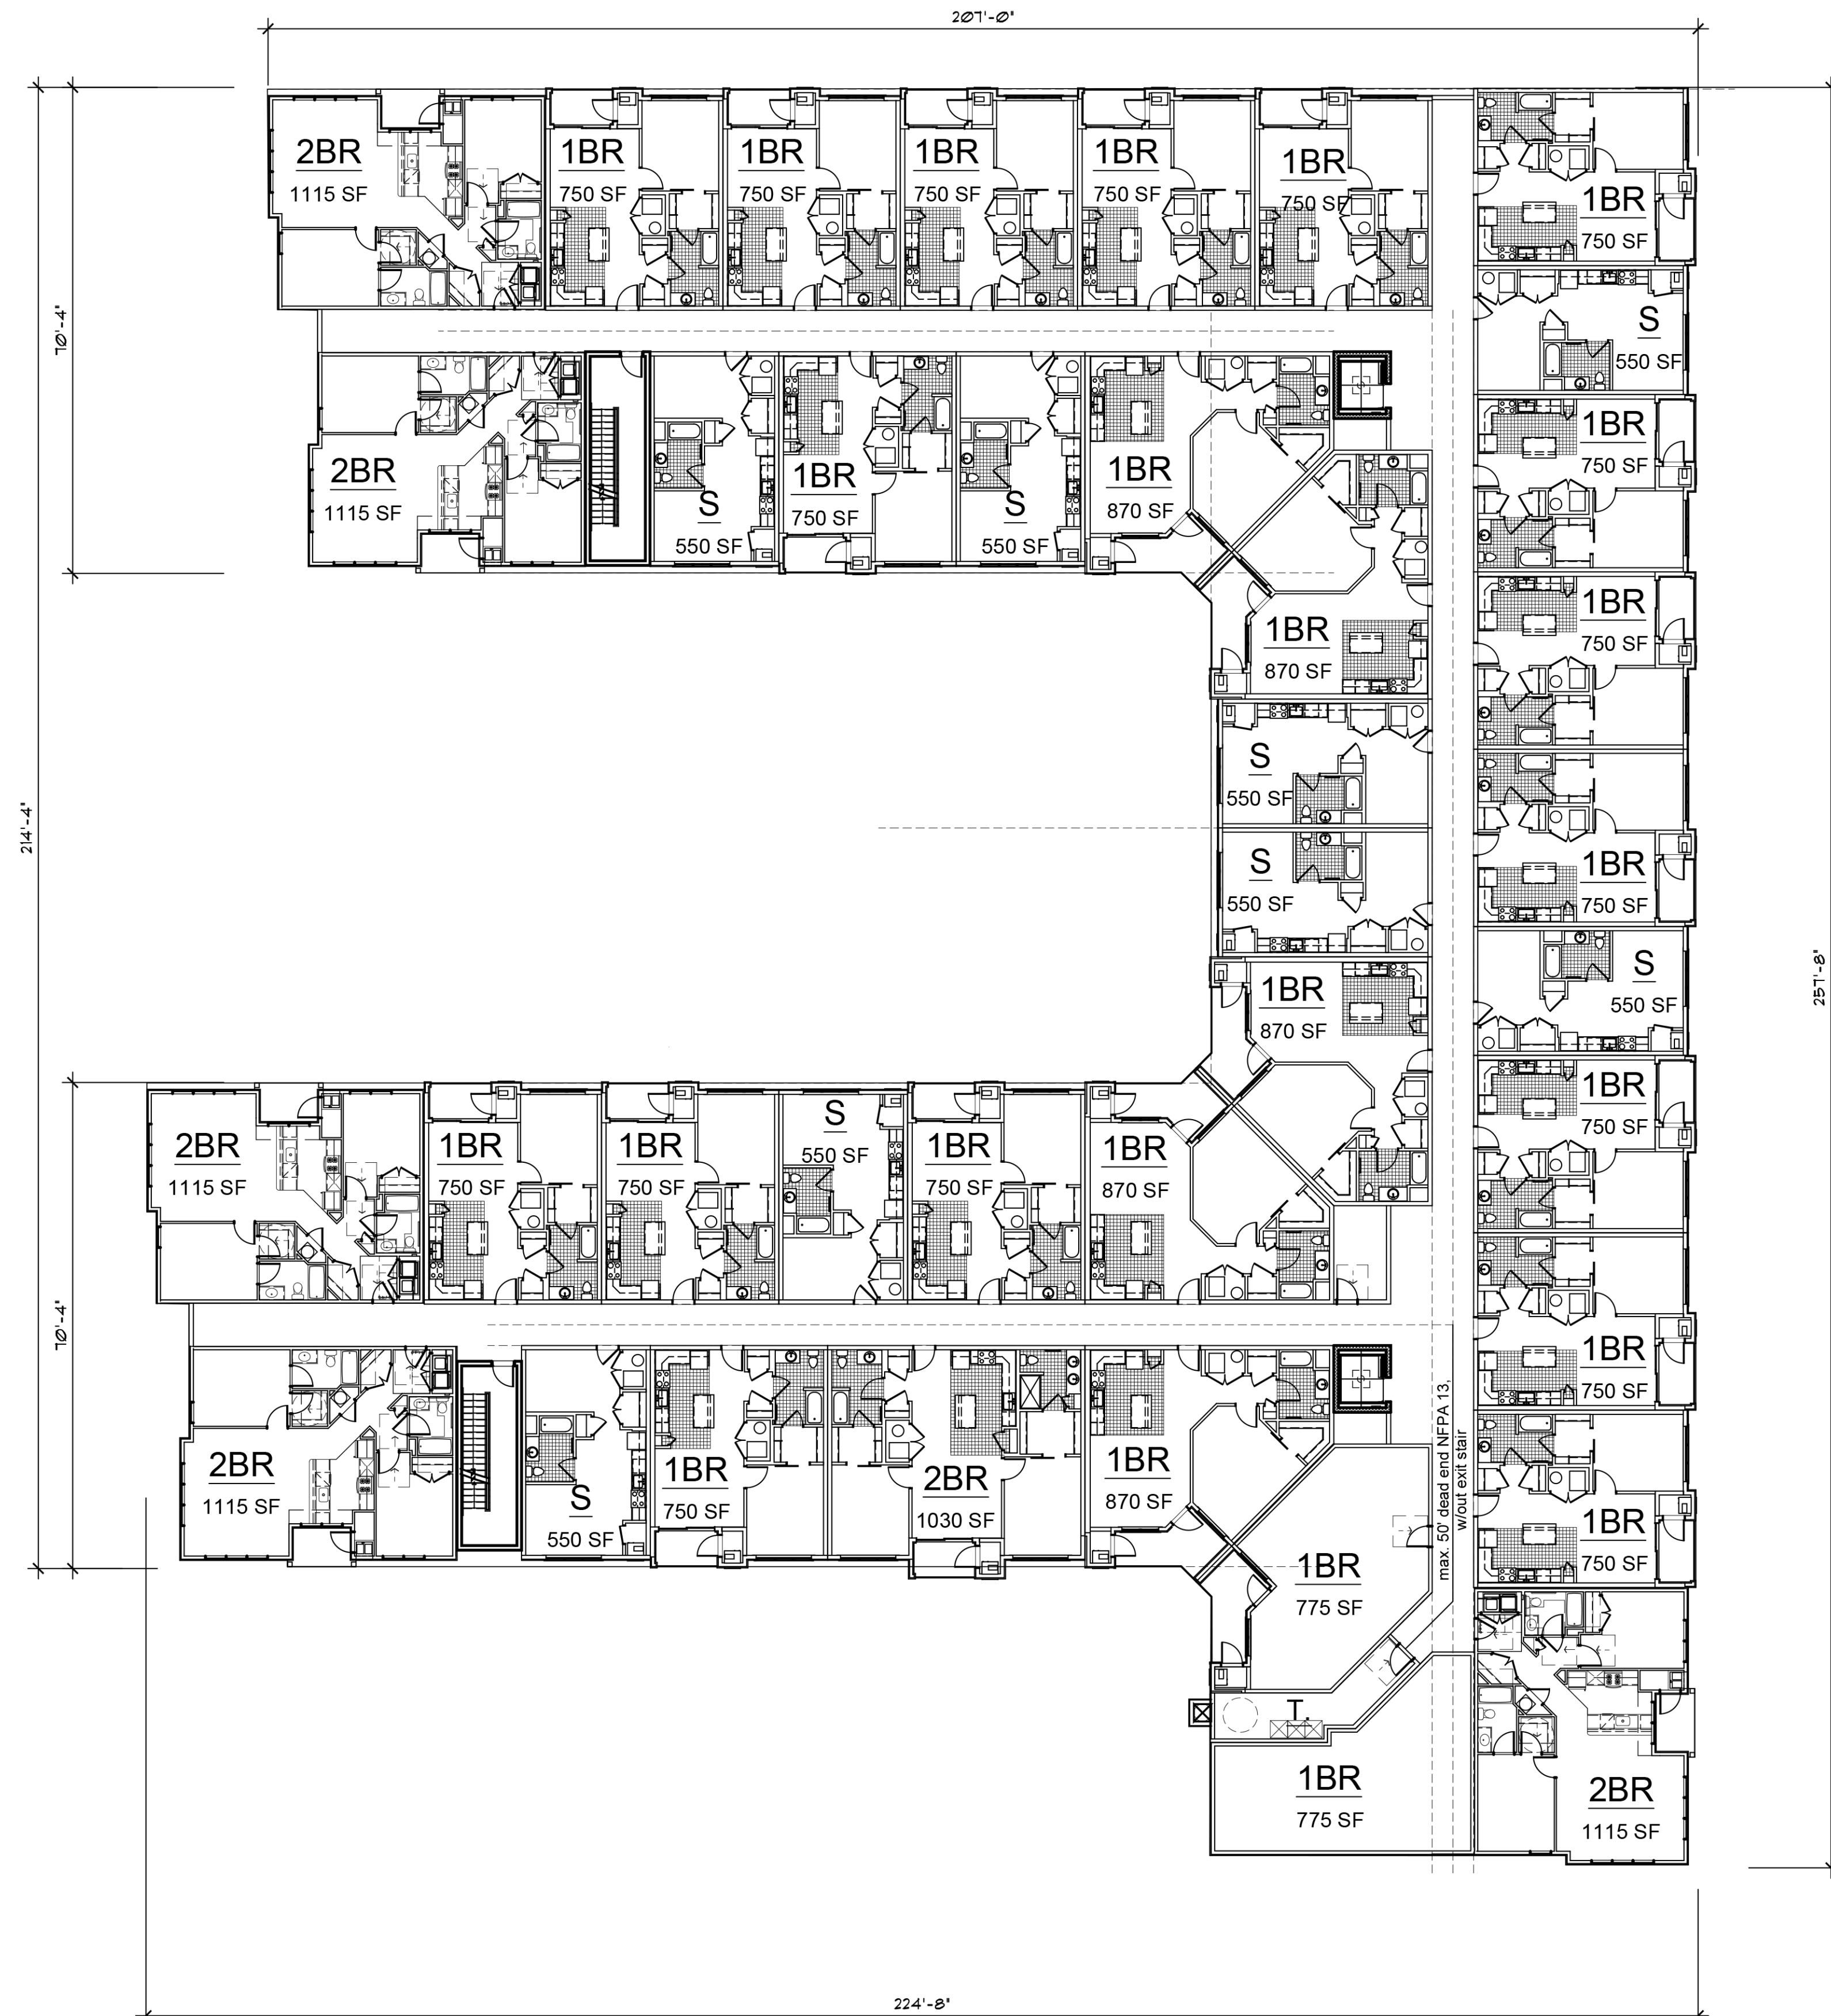 207'-0"
2BR
1115 SF
1BR
750 SF
1BR
750 SF
1BR
750 SF
1BR
750 SF
1BR
750 SF
1BR
750 SF
S
550 SF
70'-4"
2BR
1115 SF
S
550 SF
1BR
750 SF
S
550 SF
1BR
870 SF
1BR
750 SF
1BR
870 SF
1BR
750 SF
S
550 SF
S
550 SF
1BR
750 SF
214'-4"
257'-8"
1BR
870 SF
S
550 SF
2BR
1115 SF
1BR
750 SF
1BR
750 SF
S
550 SF
1BR
750 SF
1BR
870 SF
1BR
750 SF
70'-4"
1BR
750 SF
2BR
1115 SF
S
550 SF
1BR
750 SF
2BR
1030 SF
1BR
870 SF
max. 50' dead end NFPA 13,
w/out exit stair
1BR
775 SF
1BR
750 SF
T.
1BR
775 SF
2BR
1115 SF
224'-8"